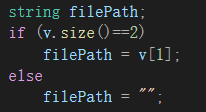 string filePath;
if (v.size()==2)
    filePath = v[1];
else
    filePath = "";